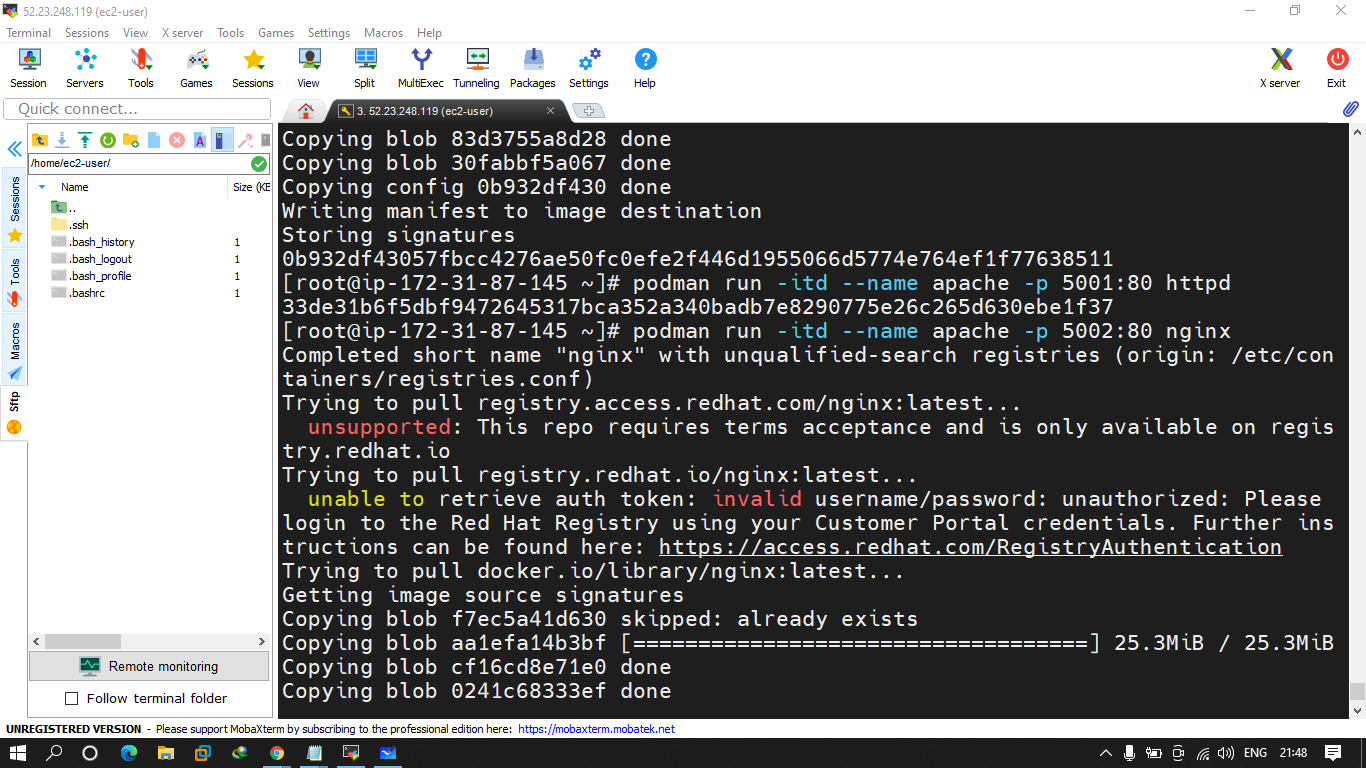 52.23.248.119 (ec2-user)
Terminal Sessions View X server Tools Games Settings Macros Help
Session Servers Tools Games Sessions View Split MultiExec Tunneling Packages Settings Help X server Exit
Quick connect...
3. 52.23.248.119 (ec2-user)
/home/ec2-user/
Name Size (KB
..
.ssh
.bash_history 1
.bash_logout 1
.bash_profile 1
.bashrc 1
Sessions
Tools
Macros
Sftp
Remote monitoring
Follow terminal folder
Copying blob 83d3755a8d28 done
Copying blob 30fabbf5a067 done
Copying config 0b932df430 done
Writing manifest to image destination
Storing signatures
0b932df43057fbcc4276ae50fc0efe2f446d1955066d5774e764ef1f77638511
[root@ip-172-31-87-145 ~]# podman run -itd --name apache -p 5001:80 httpd
33de31b6f5dbf9472645317bca352a340badb7e8290775e26c265d630ebe1f37
[root@ip-172-31-87-145 ~]# podman run -itd --name apache -p 5002:80 nginx
Completed short name "nginx" with unqualified-search registries (origin: /etc/con
tainers/registries.conf)
Trying to pull registry.access.redhat.com/nginx:latest...
unsupported: This repo requires terms acceptance and is only available on regis
try.redhat.io
Trying to pull registry.redhat.io/nginx:latest...
unable to retrieve auth token: invalid username/password: unauthorized: Please
login to the Red Hat Registry using your Customer Portal credentials. Further ins
tructions can be found here: https://access.redhat.com/RegistryAuthentication
Trying to pull docker.io/library/nginx:latest...
Getting image source signatures
Copying blob f7ec5a41d630 skipped: already exists
Copying blob aa1efa14b3bf [===================================] 25.3MiB / 25.3MiB
Copying blob cf16cd8e71e0 done
Copying blob 0241c68333ef done
UNREGISTERED VERSION - Please support MobaXterm by subscribing to the professional edition here: https://mobaxterm.mobatek.net
ENG 21:48